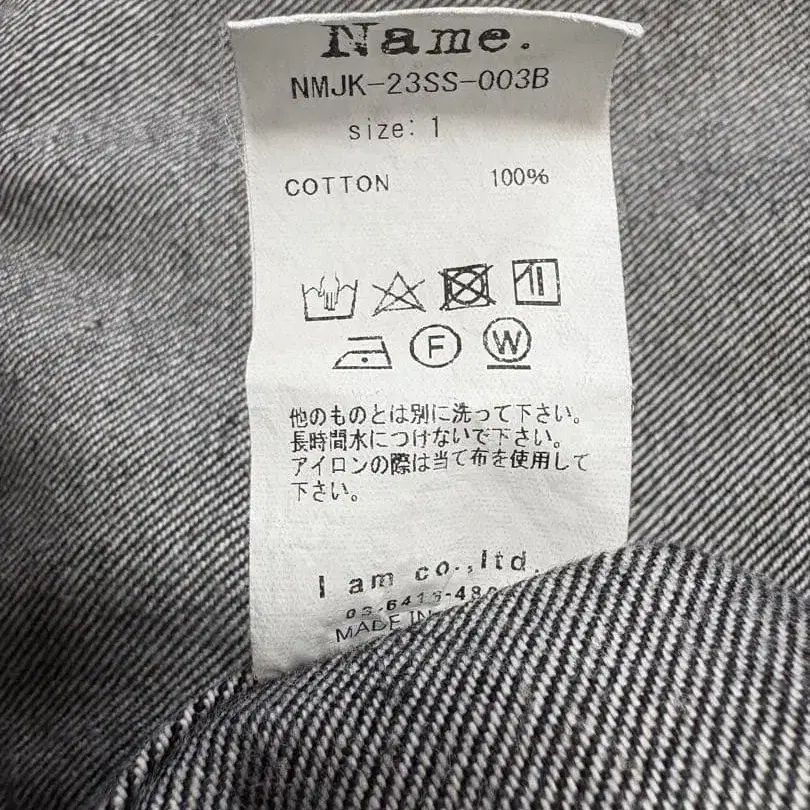 Name.
NMJK-23SS-003B
size: 1
COTTON 100%
F W
他のものとは別に洗って下さい。
長時間水につけないで下さい。
アイロンの際は当て布を使用して
下さい。
I am co.,ltd.
MADE IN